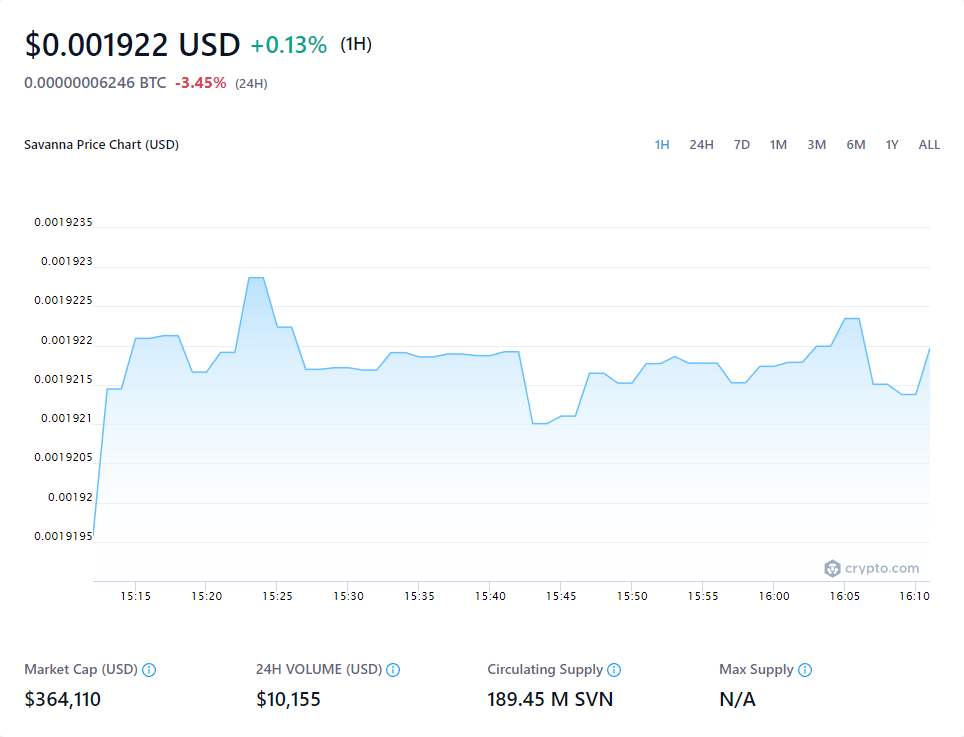 $0.001922 USD +0.13% (1H)
0.00000006246 BTC -3.45% (24H)
Savanna Price Chart (USD)
1H 24H 7D 1M 3M 6M 1Y ALL
0.0019235
0.001923
0.0019225
0.001922
0.0019215
0.001921
0.0019205
0.00192
0.0019195
crypto.com
15:15 15:20 15:25 15:30 15:35 15:40 15:45 15:50 15:55 16:00 16:05 16:10
Market Cap (USD) 24H VOLUME (USD) Circulating Supply Max Supply
$364,110 $10,155 189.45 M SVN N/A